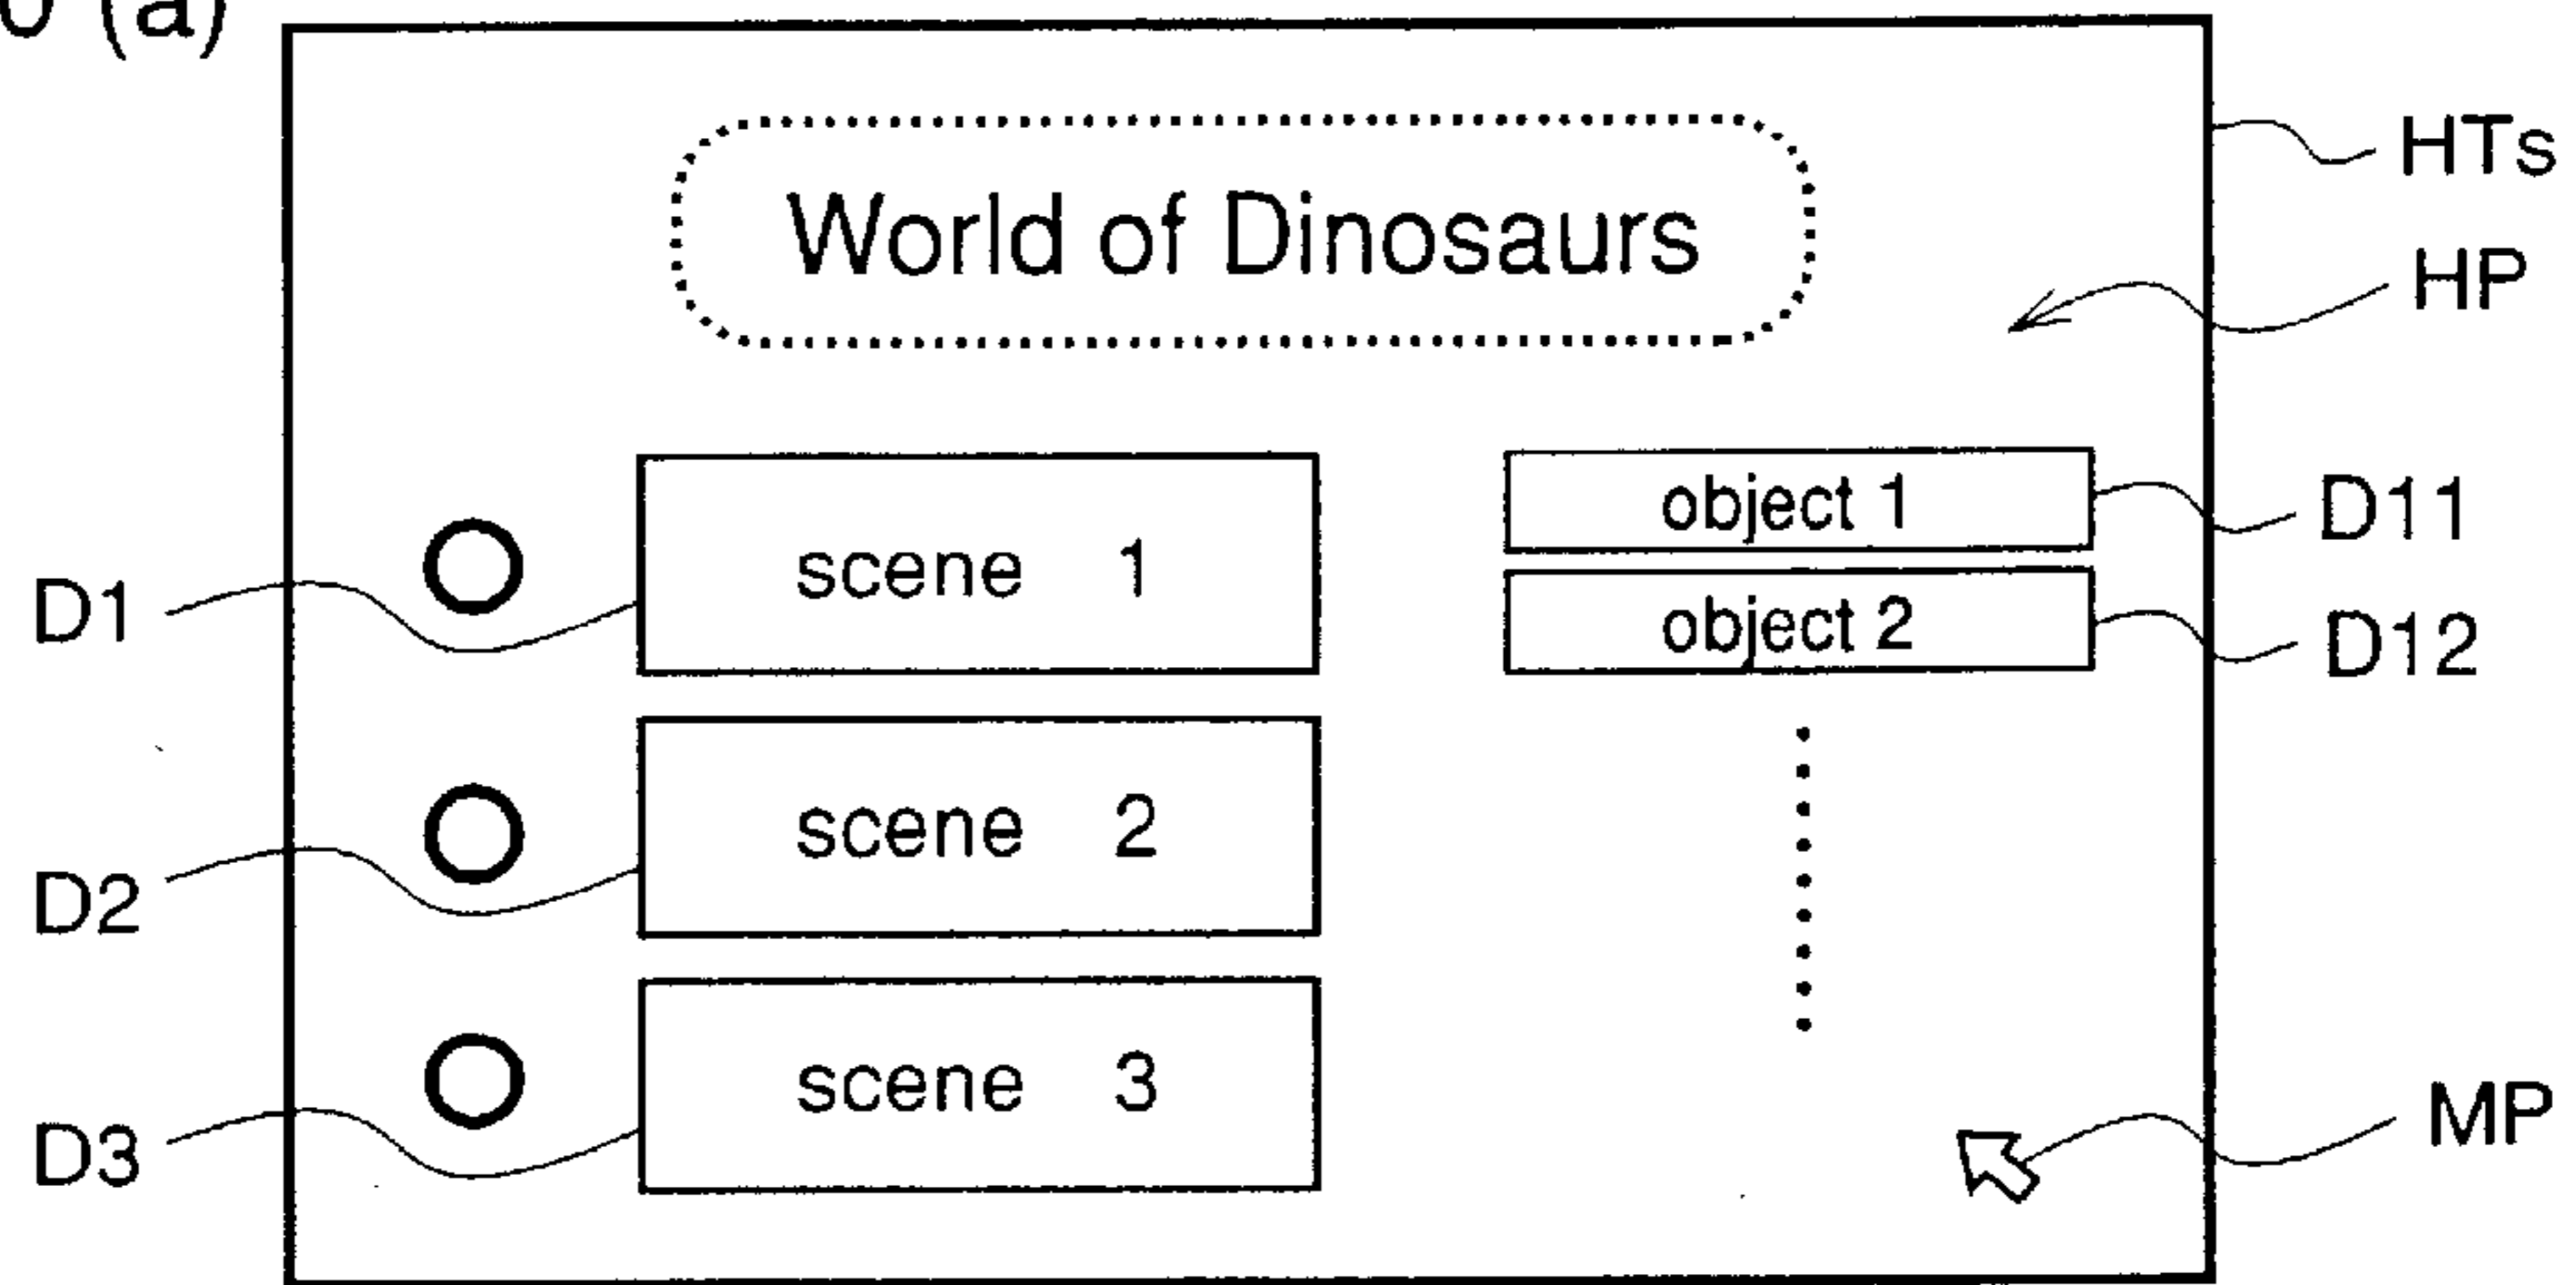 (a)
World of Dinosaurs
HTs
HP
scene 1
object 1
D11
D1
object 2
D12
scene 2
D2
scene 3
MP
D3